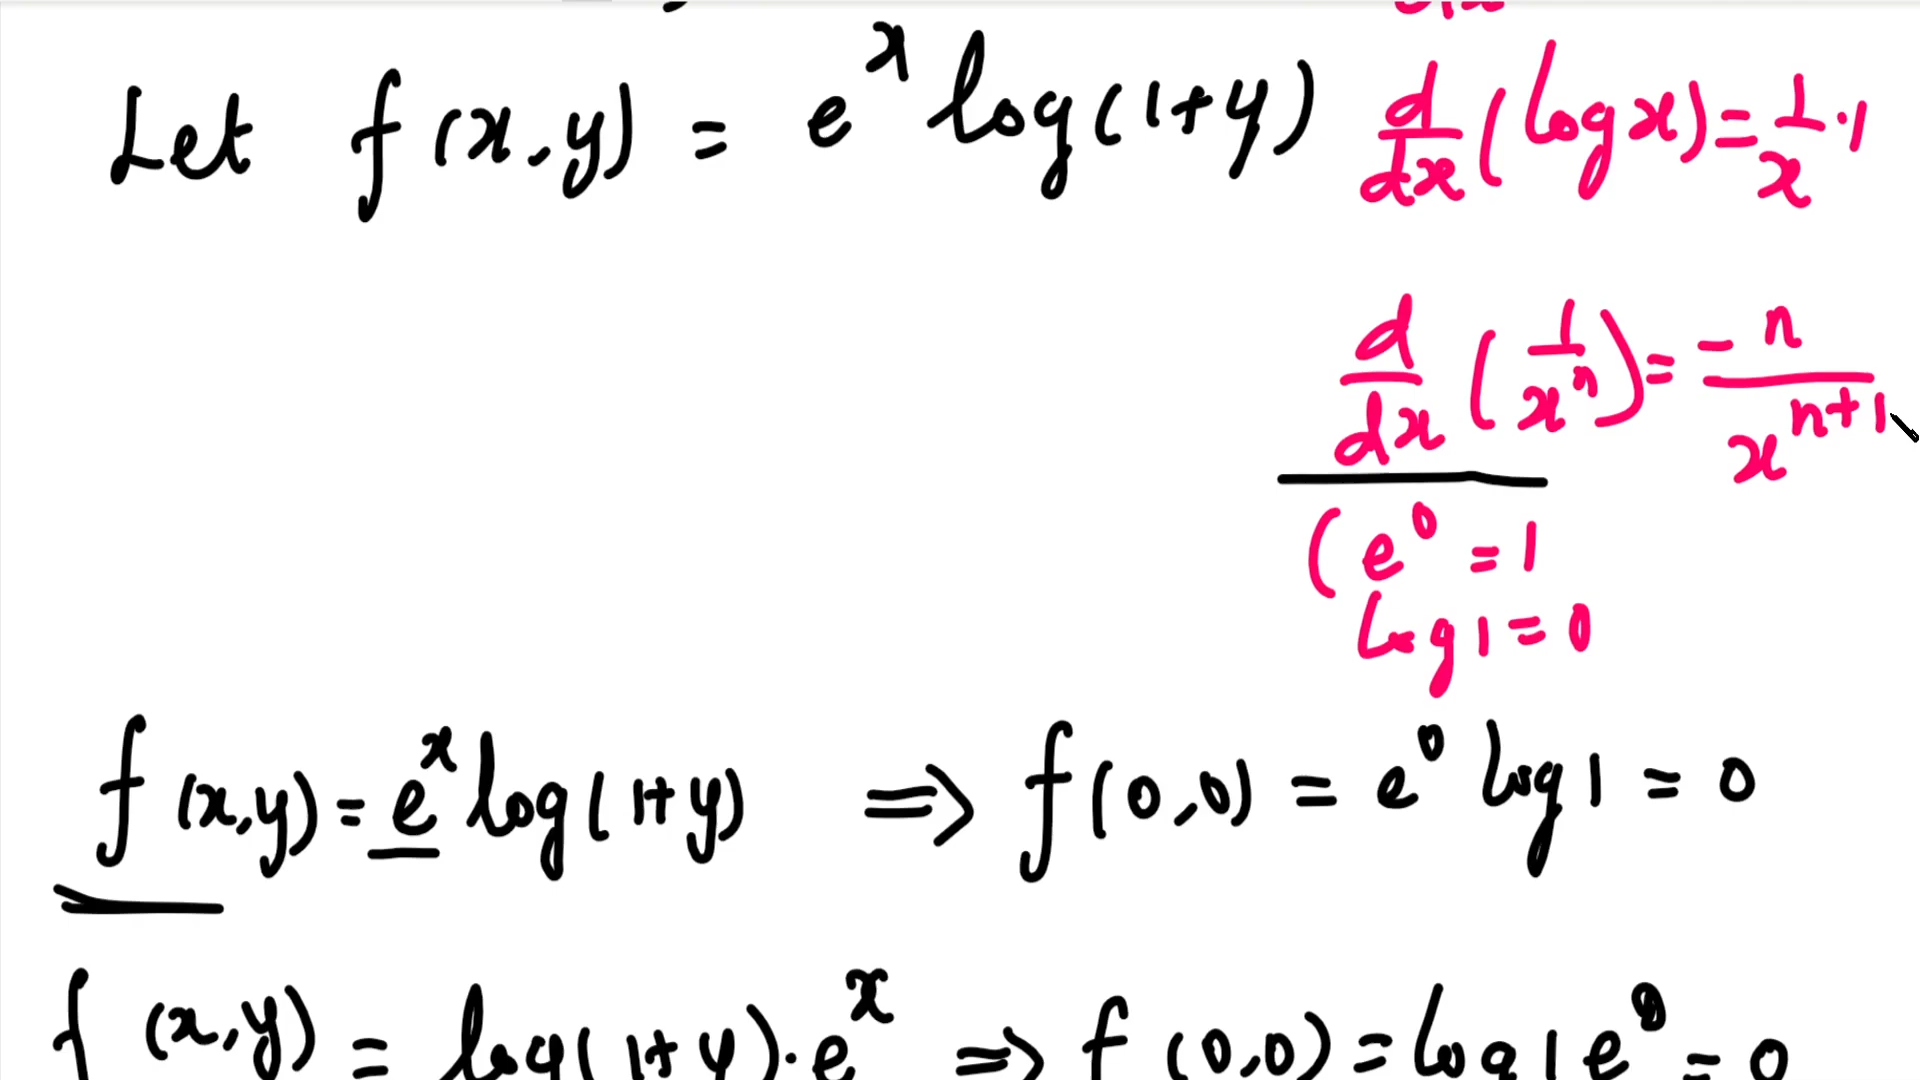 Let f(x,y) = e^x log(1+y)
d/dx (log x) = 1/x · 1
d/dx (1/x^n) = -n/x^(n+1)
(e^0 = 1
log 1 = 0
f(x,y) = e^x log(1+y) => f(0,0) = e^0 log 1 = 0
f (x,y) = log(1+y)·e^x => f (0,0) = log 1 e^0 = 0